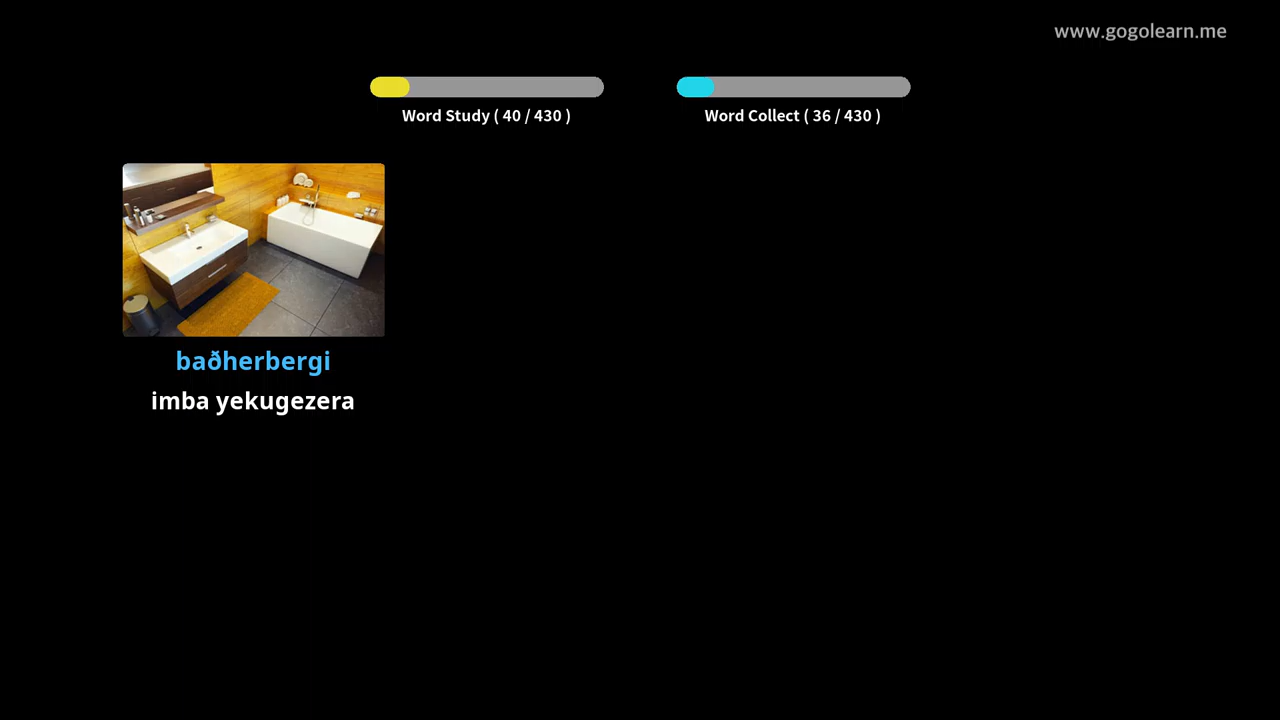 www.gogolearn.me
Word Study ( 40 / 430 )
Word Collect ( 36 / 430 )
baðherbergi
imba yekugezera